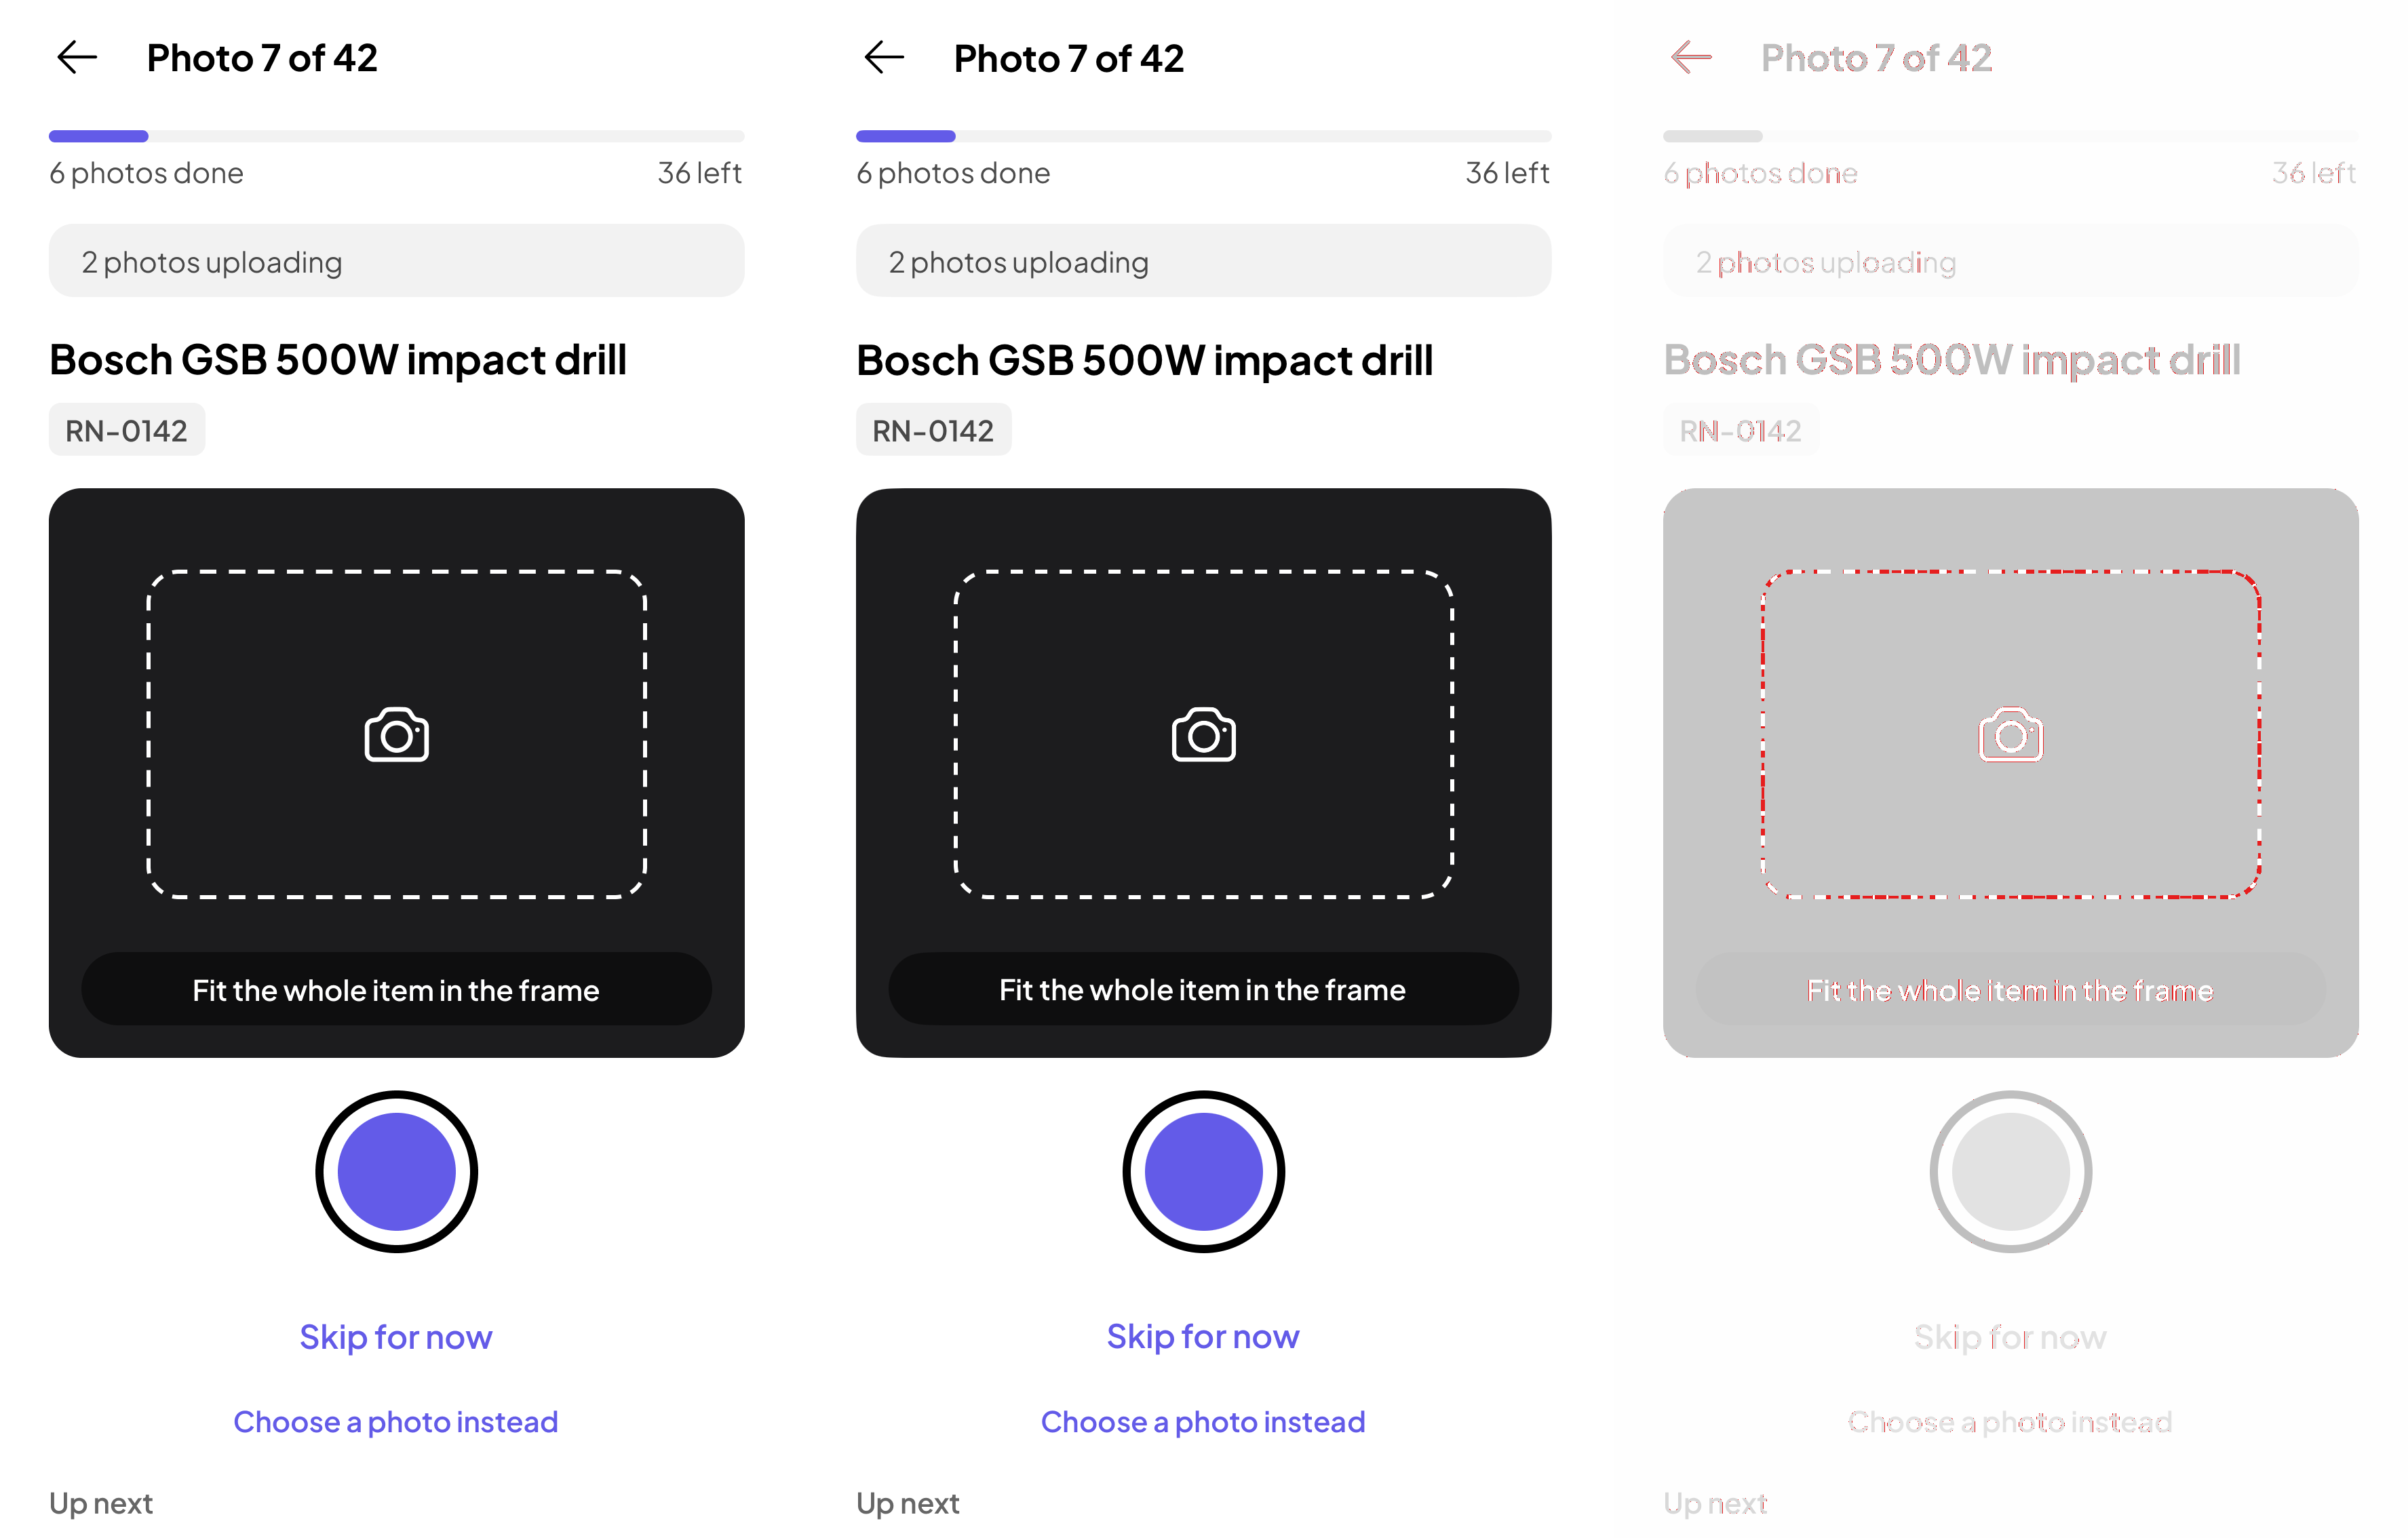 Photo 7 of 42
6 photos done 36 left
2 photos uploading
Bosch GSB 500W impact drill
RN-0142
Fit the whole item in the frame
Skip for now
Choose a photo instead
Up next
Photo 7 of 42
6 photos done 36 left
2 photos uploading
Bosch GSB 500W impact drill
RN-0142
Fit the whole item in the frame
Skip for now
Choose a photo instead
Up next
Photo 7 of 42
6 photos done 36 left
2 photos uploading
Bosch GSB 500W impact drill
RN-0142
Fit the whole item in the frame
Skip for now
Choose a photo instead
Up next